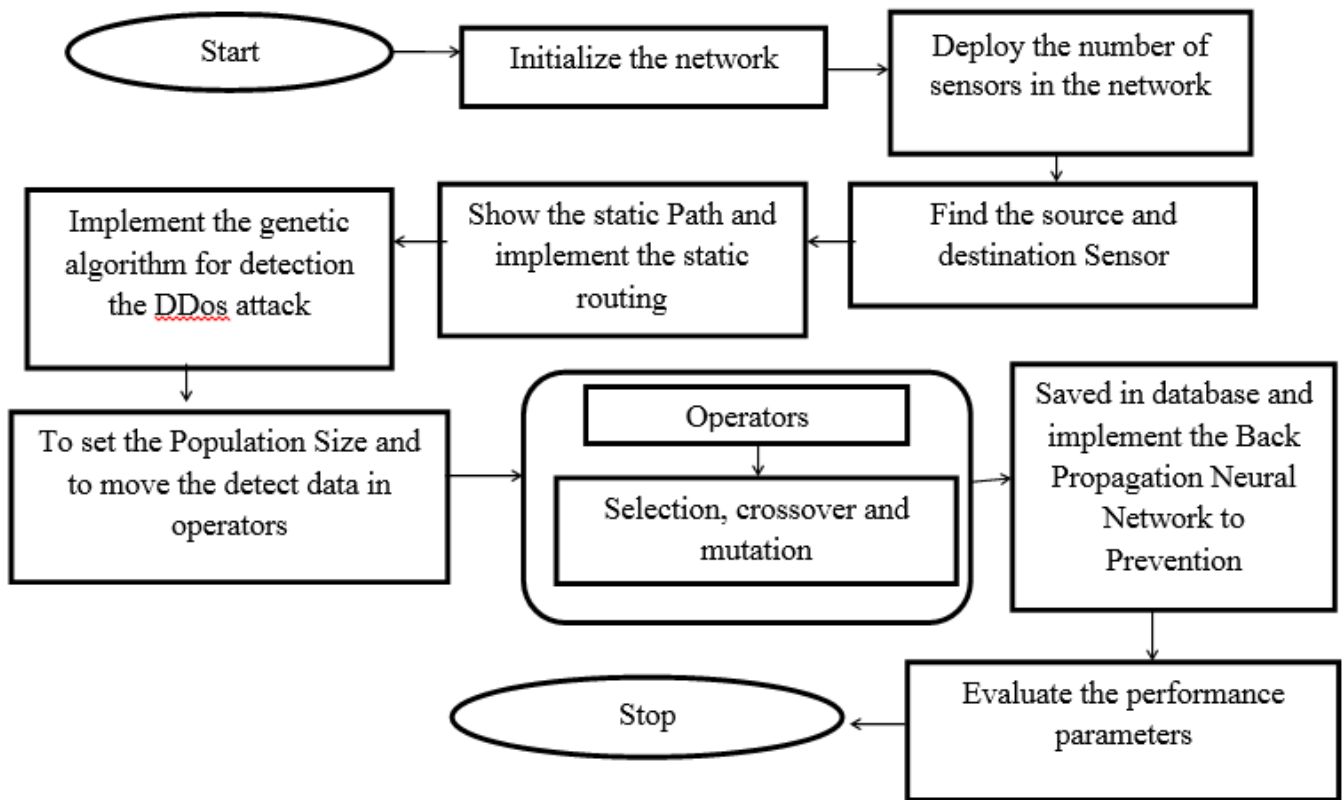 Start
Initialize the network
Deploy the number of
sensors in the network
Find the source and
destination Sensor
Show the static Path and
implement the static
routing
Implement the genetic
algorithm for detection
the DDos attack
To set the Population Size and
to move the detect data in
operators
Operators
Selection, crossover and
mutation
Saved in database and
implement the Back
Propagation Neural
Network to
Prevention
Evaluate the performance
parameters
Stop